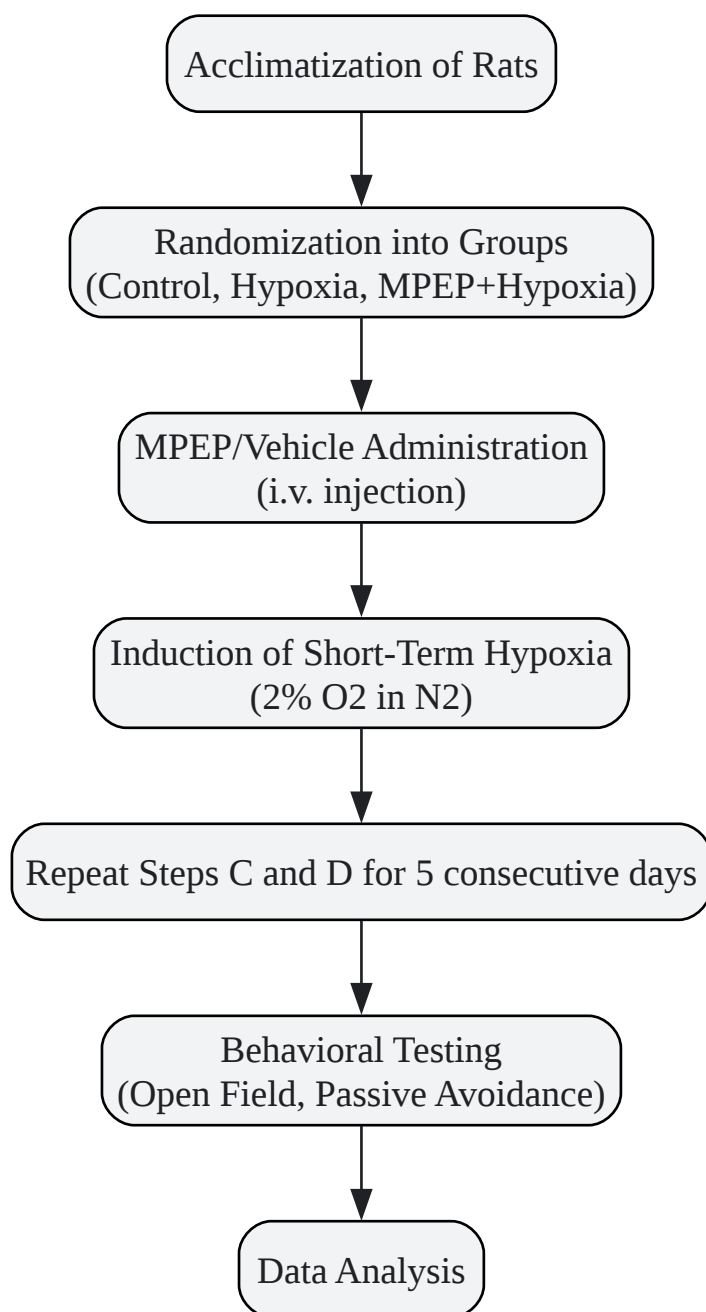 Acclimatization of Rats
Randomization into Groups
(Control, Hypoxia, MPEP+Hypoxia)
MPEP/Vehicle Administration
(i.v. injection)
Induction of Short-Term Hypoxia
(2% O2 in N2)
Repeat Steps C and D for 5 consecutive days
Behavioral Testing
(Open Field, Passive Avoidance)
Data Analysis